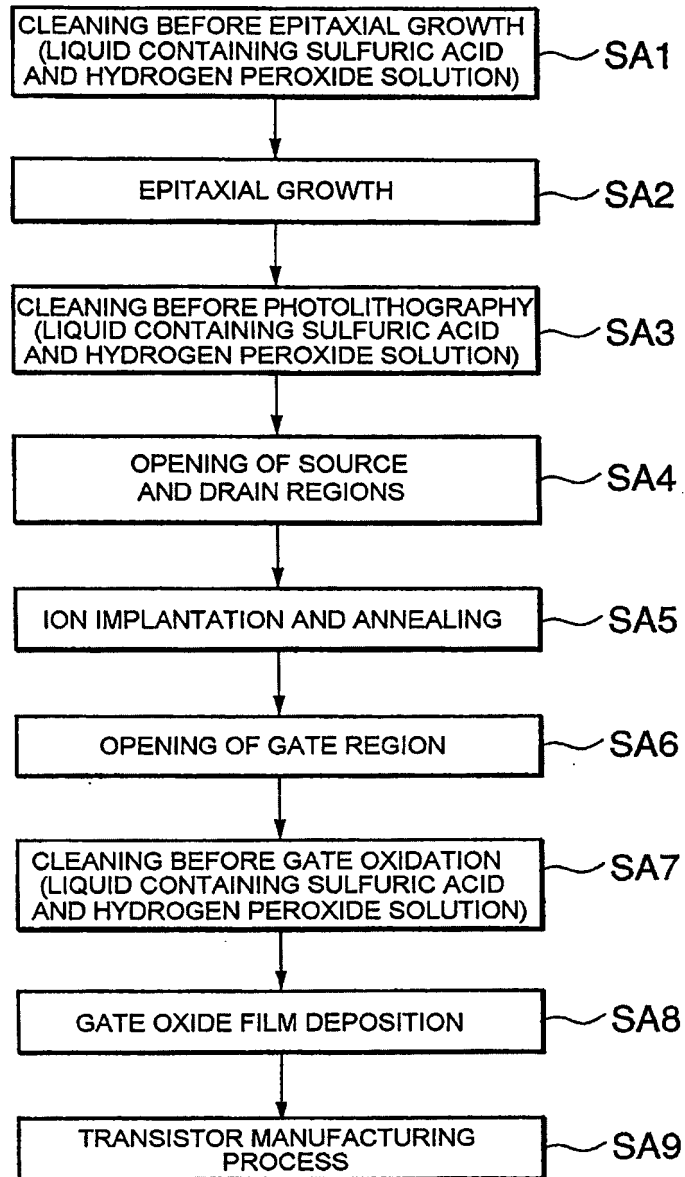 CLEANING BEFORE EPITAXIAL GROWTH
(LIQUID CONTAINING SULFURIC ACID
AND HYDROGEN PEROXIDE SOLUTION)
SA1
EPITAXIAL GROWTH
SA2
CLEANING BEFORE PHOTOLITHOGRAPHY
(LIQUID CONTAINING SULFURIC ACID
AND HYDROGEN PEROXIDE SOLUTION)
SA3
OPENING OF SOURCE
AND DRAIN REGIONS
SA4
ION IMPLANTATION AND ANNEALING
SA5
OPENING OF GATE REGION
SA6
CLEANING BEFORE GATE OXIDATION
(LIQUID CONTAINING SULFURIC ACID
AND HYDROGEN PEROXIDE SOLUTION)
SA7
GATE OXIDE FILM DEPOSITION
SA8
TRANSISTOR MANUFACTURING
PROCESS
SA9